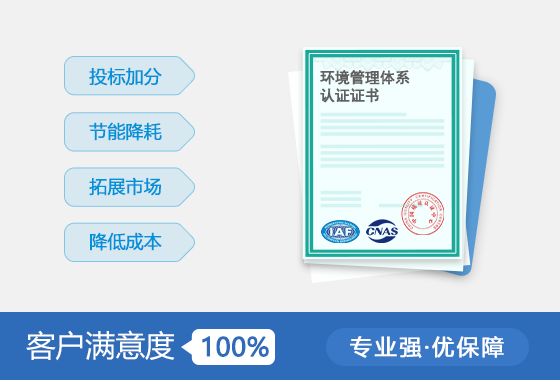 投标加分
节能降耗
拓展市场
降低成本
环境管理体系
认证证书
IAF
CNAS
客户满意度
100%
专业强·优保障